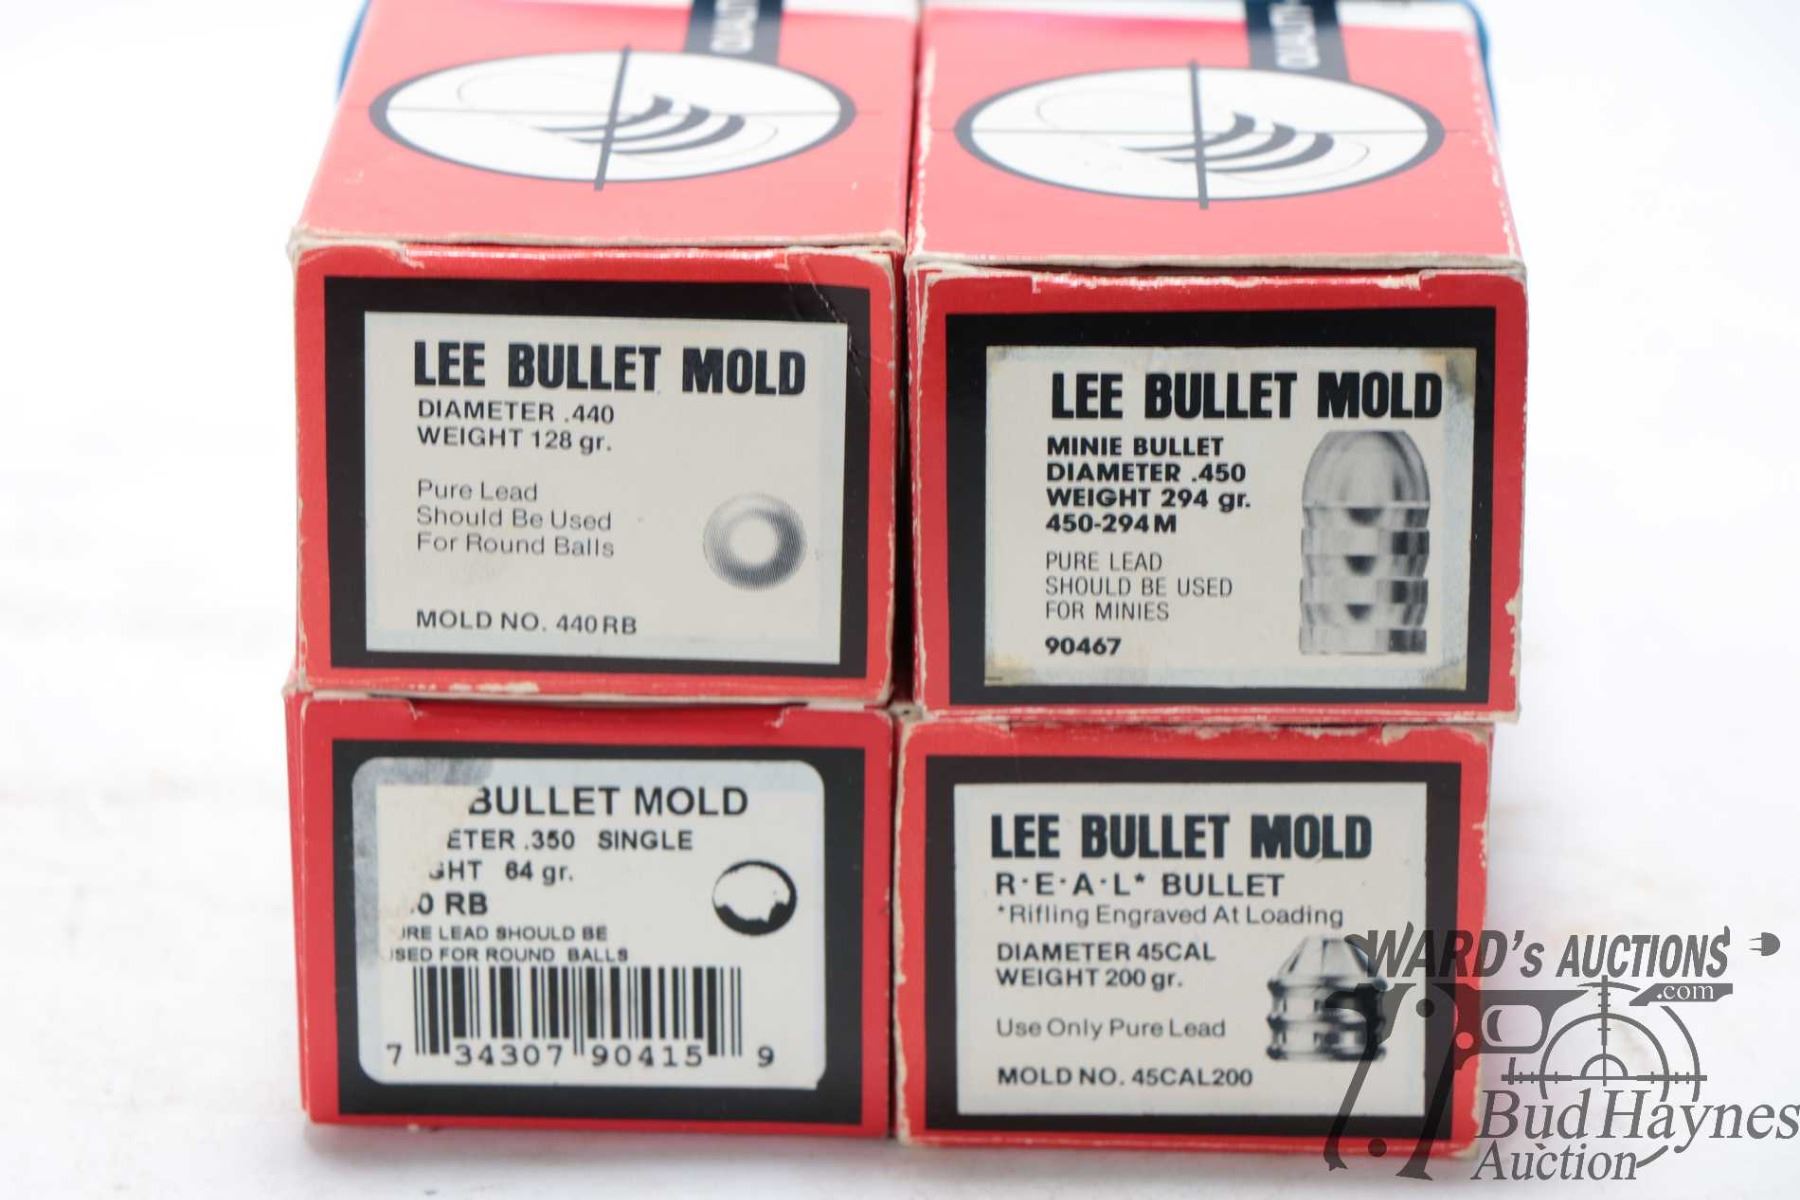 LEE BULLET MOLD
DIAMETER .440
WEIGHT 128 gr.
Pure Lead
Should Be Used
For Round Balls
MOLD NO. 440RB
LEE BULLET MOLD
MINIE BULLET
DIAMETER .450
WEIGHT 294 gr.
450-294M
PURE LEAD
SHOULD BE USED
FOR MINIES
90467
BULLET MOLD
ETER .350 SINGLE
GHT 64 gr.
0 RB
URE LEAD SHOULD BE
USED FOR ROUND BALLS
7 34307 90415 9
LEE BULLET MOLD
R·E·A·L* BULLET
*Rifling Engraved At Loading
DIAMETER 45CAL
WEIGHT 200 gr.
Use Only Pure Lead
MOLD NO. 45CAL200
WARD'S AUCTIONS
.com
Bud Haynes
Auction